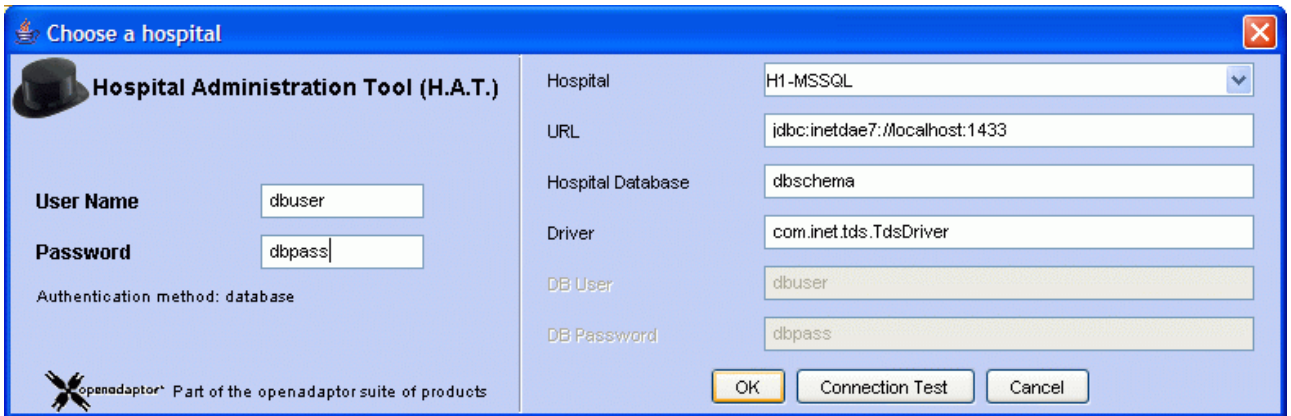 Choose a hospital
Hospital Administration Tool (H.A.T.)
User Name dbuser
Password dbpass
Authentication method: database
openadaptor Part of the openadaptor suite of products
Hospital H1-MSSQL
URL jdbc:inetdae7://localhost:1433
Hospital Database dbschema
Driver com.inet.tds.TdsDriver
DB User dbuser
DB Password dbpass
OK Connection Test Cancel